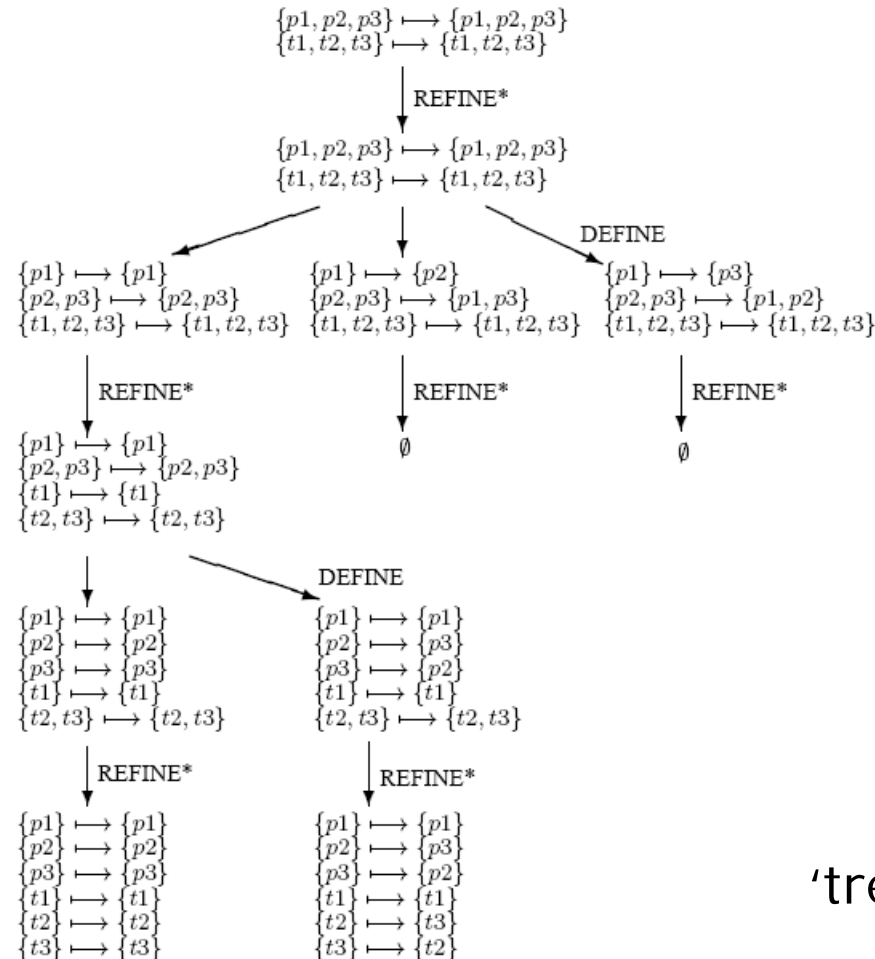 {p1, p2, p3} ⟼ {p1, p2, p3}
{t1, t2, t3} ⟼ {t1, t2, t3}
REFINE*
{p1, p2, p3} ⟼ {p1, p2, p3}
{t1, t2, t3} ⟼ {t1, t2, t3}
DEFINE
{p1} ⟼ {p1}
{p2, p3} ⟼ {p2, p3}
{t1, t2, t3} ⟼ {t1, t2, t3}
{p1} ⟼ {p2}
{p2, p3} ⟼ {p1, p3}
{t1, t2, t3} ⟼ {t1, t2, t3}
{p1} ⟼ {p3}
{p2, p3} ⟼ {p1, p2}
{t1, t2, t3} ⟼ {t1, t2, t3}
REFINE*
REFINE*
REFINE*
{p1} ⟼ {p1}
{p2, p3} ⟼ {p2, p3}
{t1} ⟼ {t1}
{t2, t3} ⟼ {t2, t3}
∅
∅
DEFINE
{p1} ⟼ {p1}
{p2} ⟼ {p2}
{p3} ⟼ {p3}
{t1} ⟼ {t1}
{t2, t3} ⟼ {t2, t3}
{p1} ⟼ {p1}
{p2} ⟼ {p3}
{p3} ⟼ {p2}
{t1} ⟼ {t1}
{t2, t3} ⟼ {t2, t3}
REFINE*
REFINE*
{p1} ⟼ {p1}
{p2} ⟼ {p2}
{p3} ⟼ {p3}
{t1} ⟼ {t1}
{t2} ⟼ {t2}
{t3} ⟼ {t3}
{p1} ⟼ {p1}
{p2} ⟼ {p3}
{p3} ⟼ {p2}
{t1} ⟼ {t1}
{t2} ⟼ {t3}
{t3} ⟼ {t2}